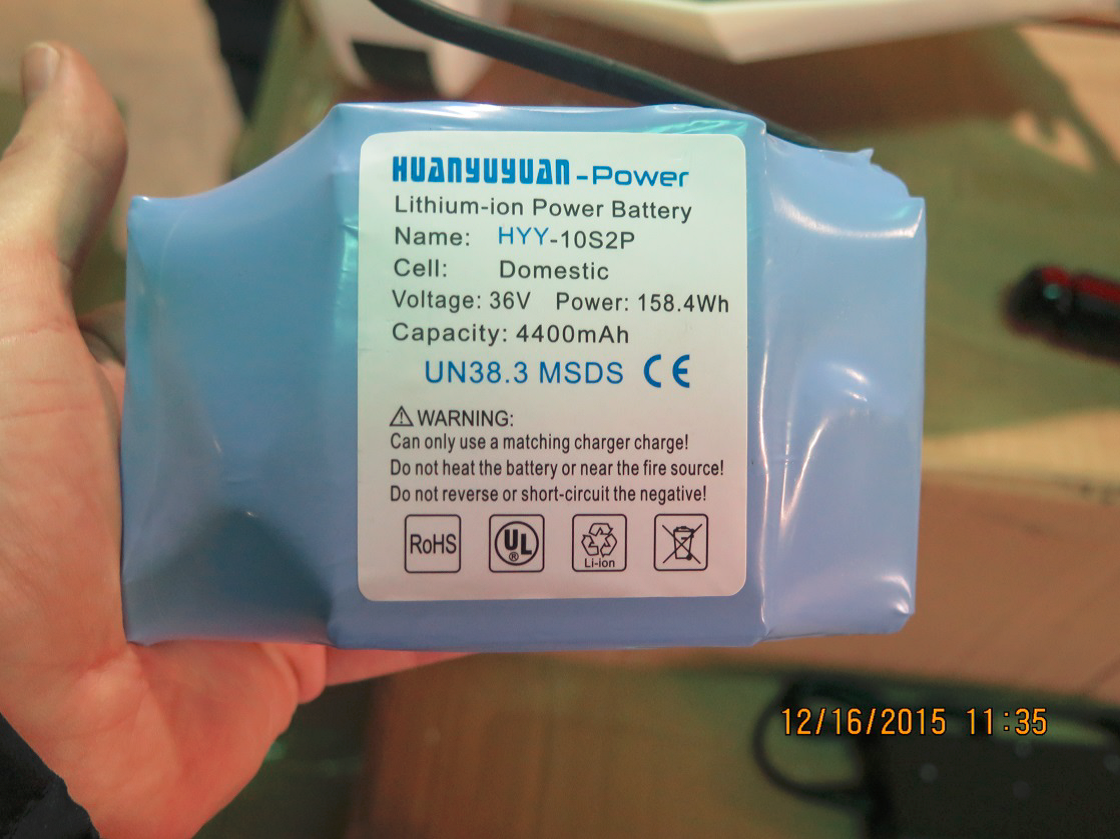 HUANYUYUAN-Power
Lithium-ion Power Battery
Name: HYY-10S2P
Cell: Domestic
Voltage: 36V Power: 158.4Wh
Capacity: 4400mAh
UN38.3 MSDS CE
WARNING:
Can only use a matching charger charge!
Do not heat the battery or near the fire source!
Do not reverse or short-circuit the negative!
RoHS UL ® Li-ion
12/16/2015 11:35